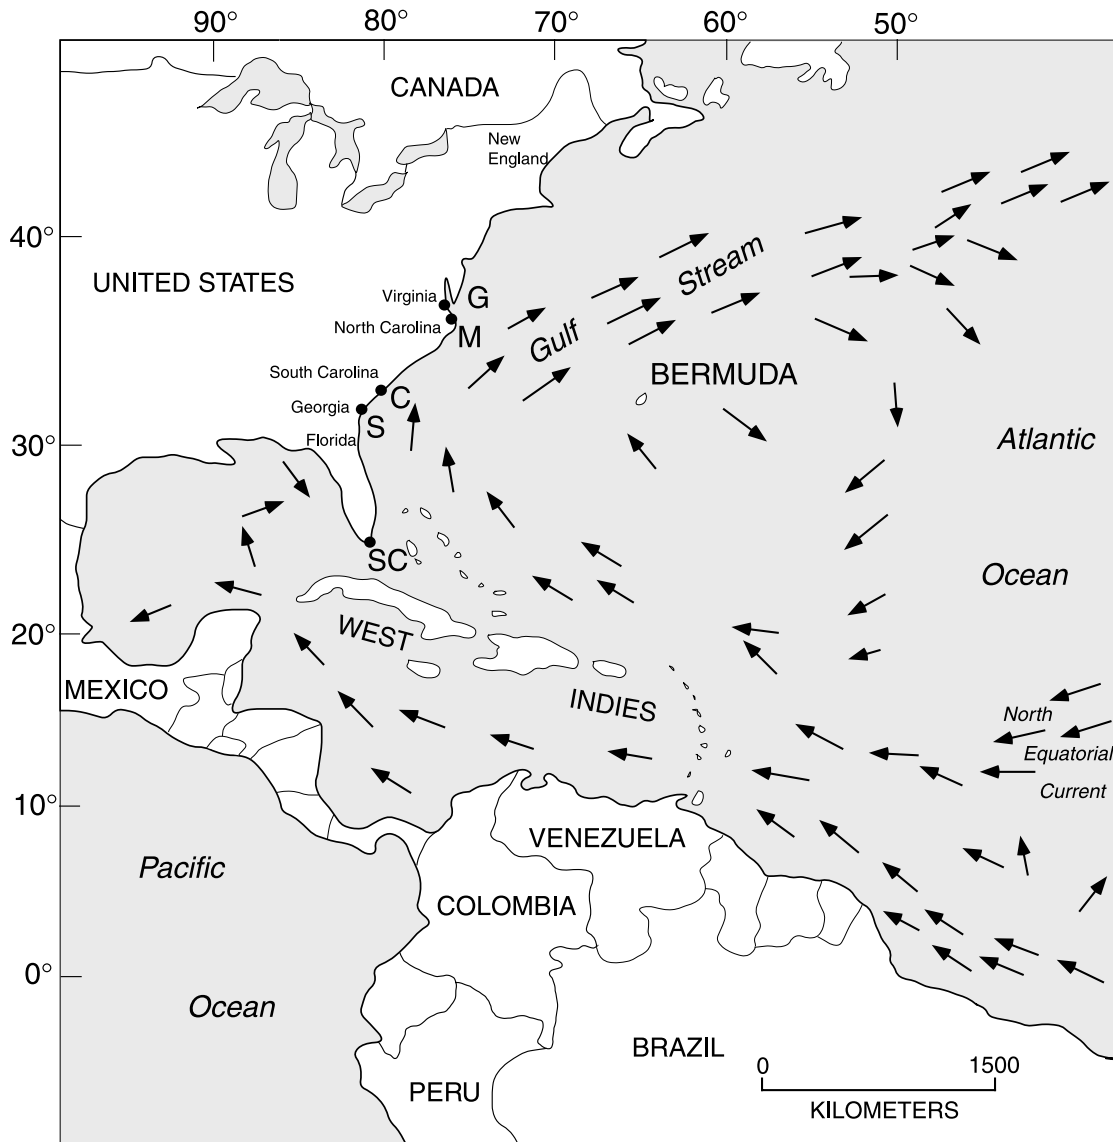 90° 80° 70° 60° 50°
CANADA
New
England
40°
UNITED STATES
Stream
Virginia G
North Carolina M
Gulf
South Carolina C
BERMUDA
Georgia S
Florida
30°
Atlantic
SC
Ocean
20°
WEST
MEXICO
INDIES
North
Equatorial
Current
10°
VENEZUELA
Pacific
COLOMBIA
0°
Ocean
BRAZIL
0 1500
PERU
KILOMETERS